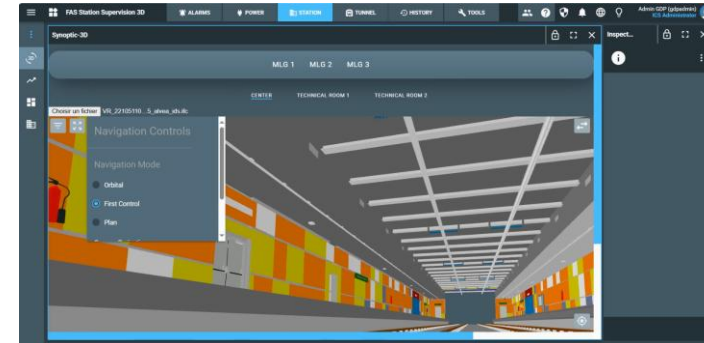 FAS Station Supervision 3D
ALARMS
POWER
STATION
TUNNEL
HISTORY
TOOLS
Admin GDP (gdpadmin)
ICS Administrator
Synoptic-3D
Inspect...
MLG 1 MLG 2 MLG 3
CENTER TECHNICAL ROOM 1 TECHNICAL ROOM 2
Choisir un fichier
Navigation Controls
Navigation Mode
Orbital
First Control
Plan